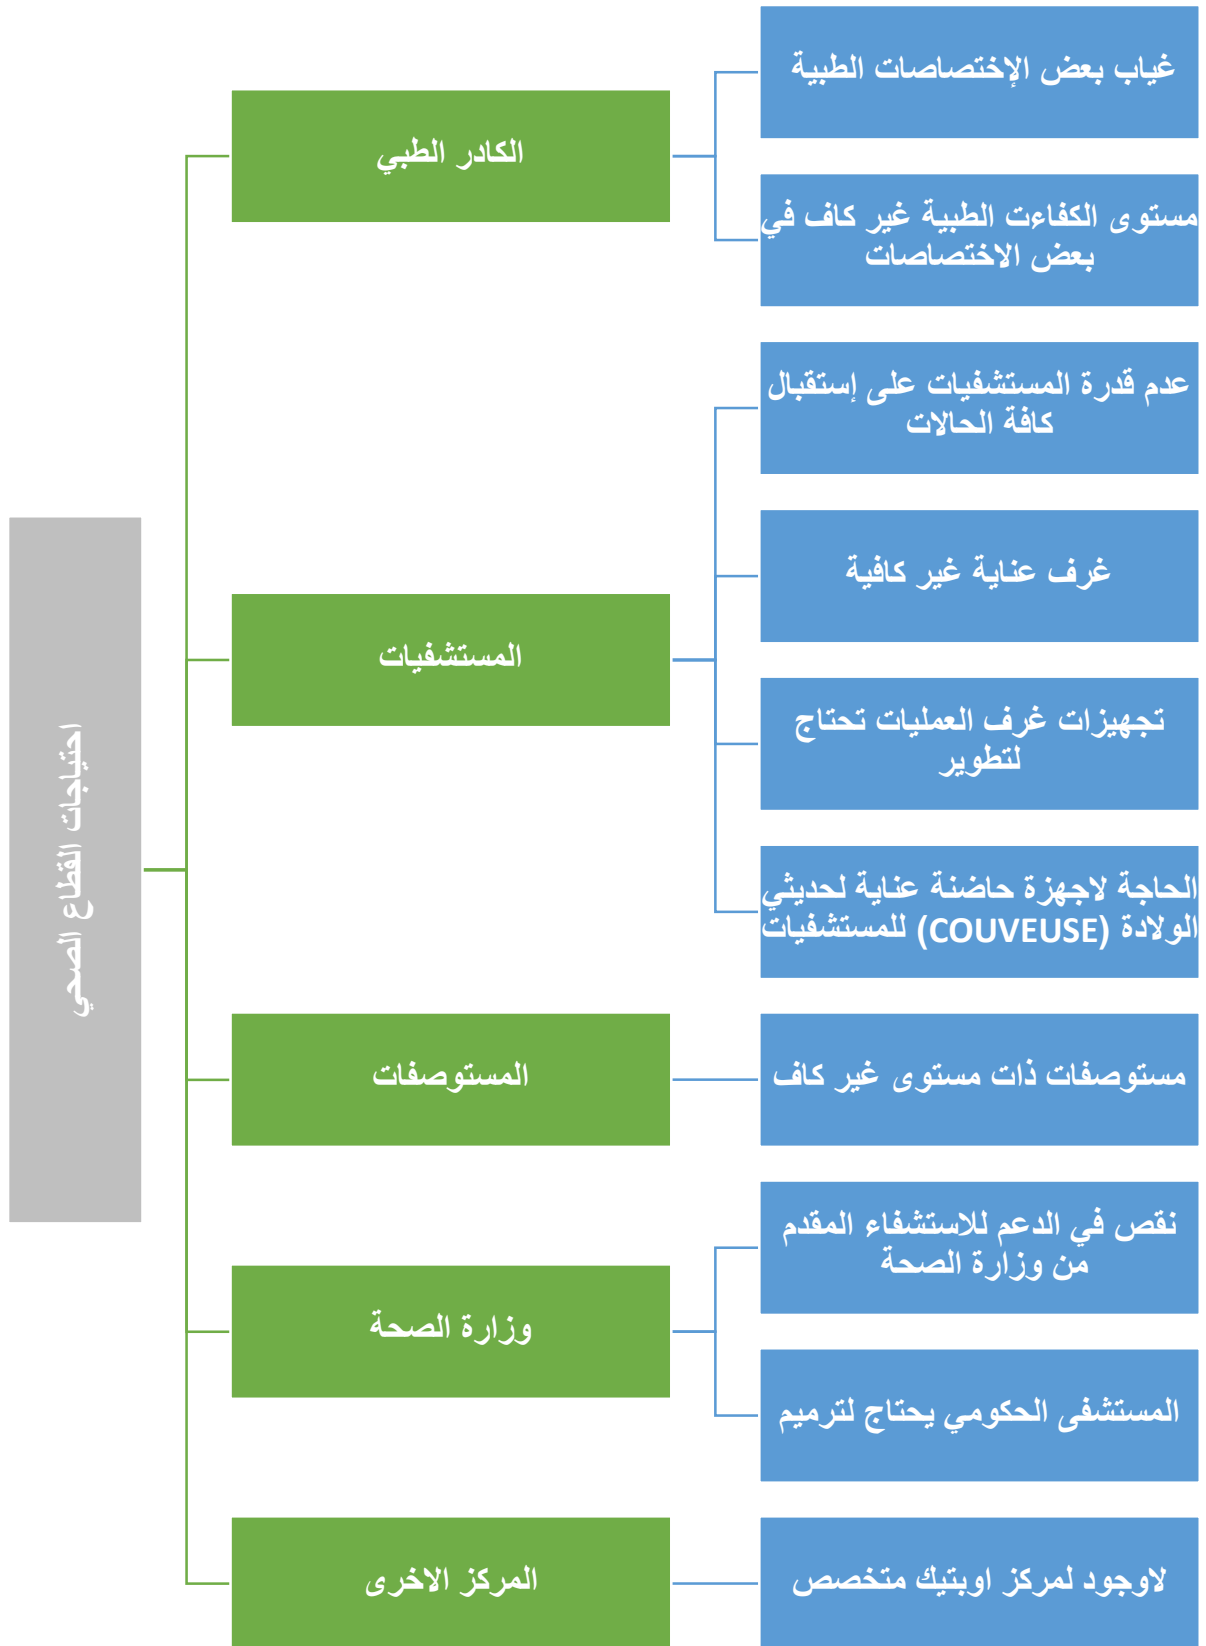 احتياجات القطاع الصحي
الكادر الطبي
غياب بعض الإختصاصات الطبية
مستوى الكفاءت الطبية غير كاف في
بعض الاختصاصات
المستشفيات
عدم قدرة المستشفيات على إستقبال
كافة الحالات
غرف عناية غير كافية
تجهيزات غرف العمليات تحتاج
لتطوير
الحاجة لاجهزة حاضنة عناية لحديثي
الولادة (COUVEUSE) للمستشفيات
المستوصفات
مستوصفات ذات مستوى غير كاف
وزارة الصحة
نقص في الدعم للاستشفاء المقدم
من وزارة الصحة
المستشفى الحكومي يحتاج لترميم
المركز الاخرى
لاوجود لمركز اوبتيك متخصص